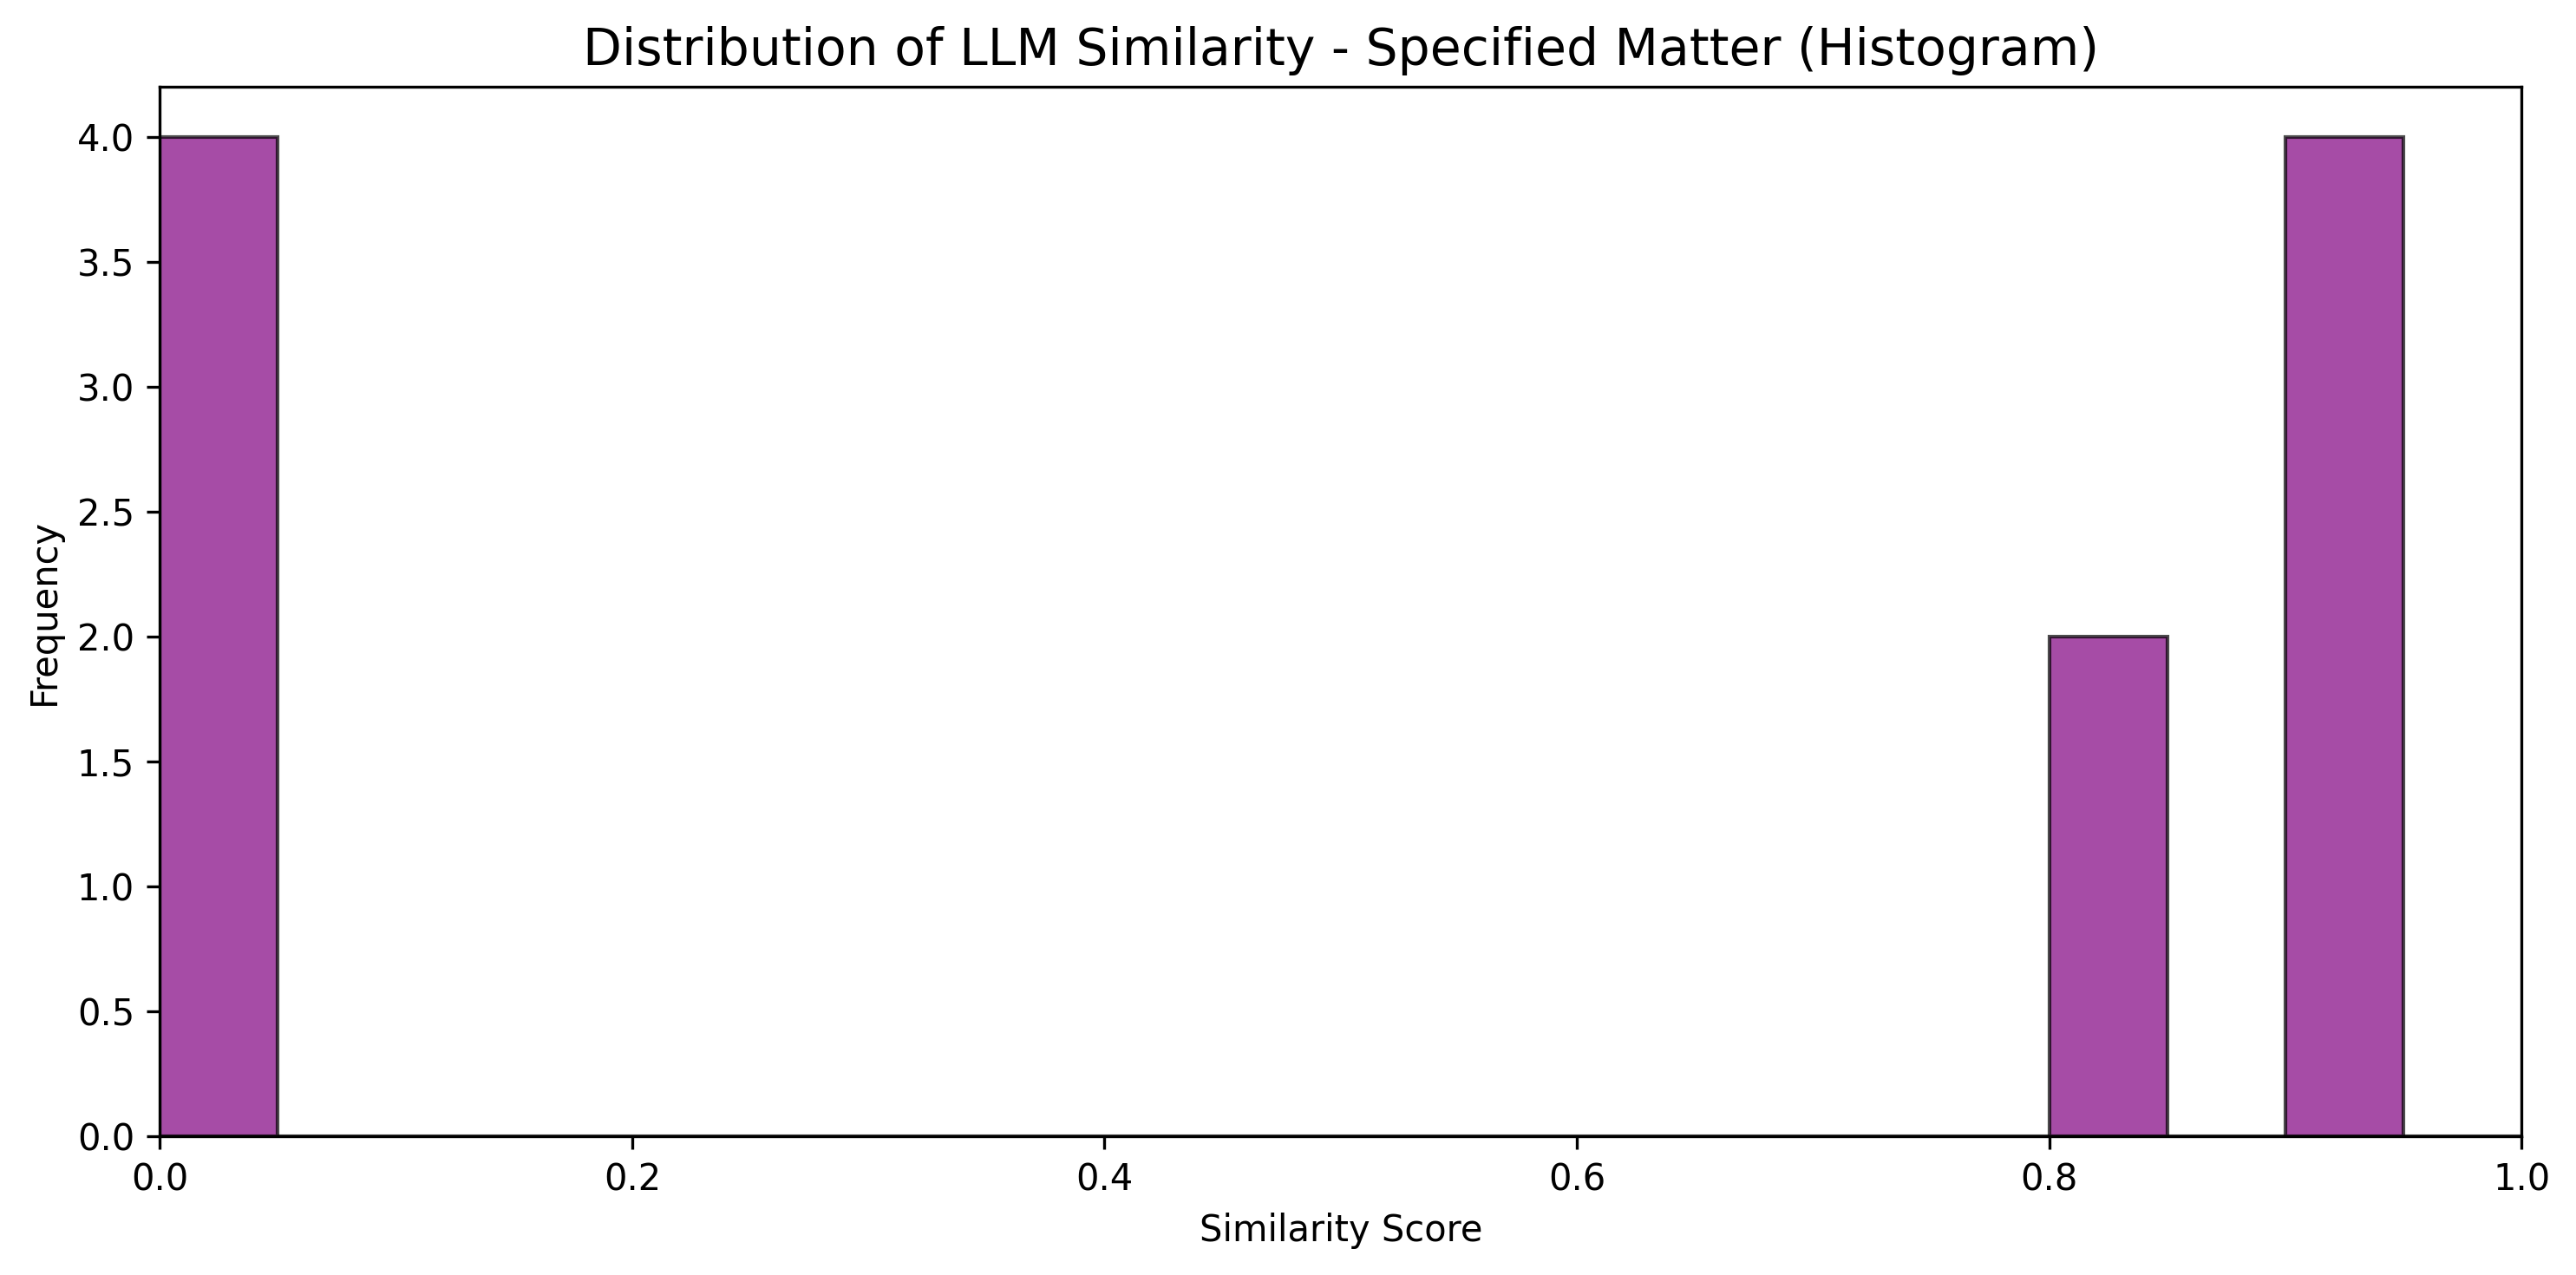 Distribution of LLM Similarity - Specified Matter (Histogram)
4.0
3.5
3.0
2.5
2.0
1.5
1.0
0.5
0.0
Frequency
0.0 0.2 0.4 0.6 0.8 1.0
Similarity Score